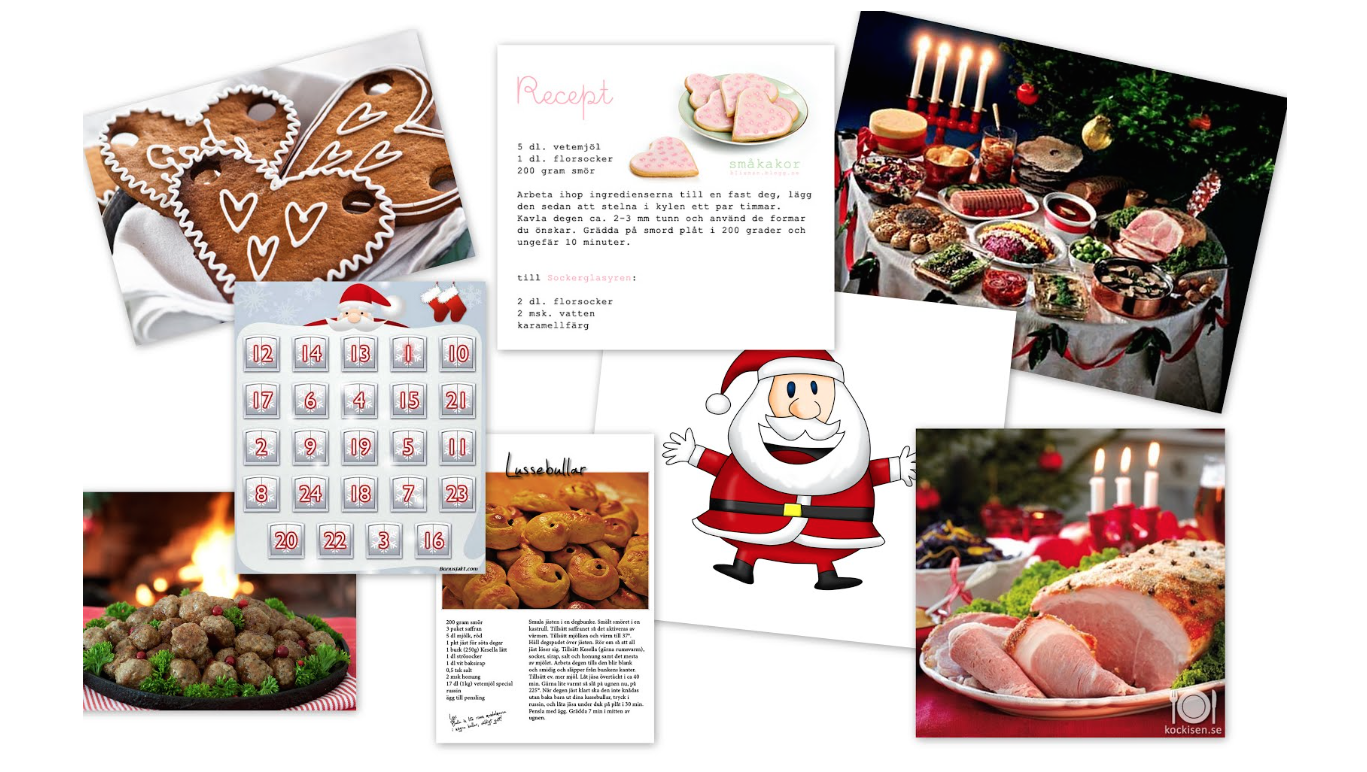 God
Recept
5 dl. vetemjöl
1 dl. florsocker
200 gram smör
småkakor
Arbeta ihop ingredienserna till en fast deg, lägg
den sedan att stelna i kylen ett par timmar.
Kavla degen ca. 2-3 mm tunn och använd de formar
du önskar. Grädda på smord plåt i 200 grader och
ungefär 10 minuter.
till Sockerglasyren:
2 dl. florsocker
2 msk. vatten
karamellfärg
12 14 13 1 10
17 6 4 15 21
2 9 19 5 11
8 24 18 7 23
20 22 3 16
Lussebullar
200 gram smör
3 paket saffran
5 dl mjölk, röd
1 pkt jäst för söta degar
1 burk (250g) Kesella lätt
1 dl strösocker
1 dl vit baksirap
0,5 tsk salt
2 msk honung
17 dl (1kg) vetemjöl special
russin
ägg till pensling
Smula jästen i en degbunke. Smält smöret i en
kastrull. Tillsätt saffranet så det aktiveras av
värmen. Tillsätt mjölken och värm till 37°.
Häll degspadet över jästen. Rör om så att all
jäst löser sig. Tillsätt Kesella (gärna rumsvarm),
socker, sirap, salt och honung samt det mesta
av mjölet. Arbeta degen tills den blir blank
och smidig och släpper från bunkens kanter.
Tillsätt ev. mer mjöl. Låt jäsa övertäckt i ca 40
min. Gärna lite varmt så slå på ugnen nu, på
225°. När degen jäst klart ska den inte knådas
utan baka bara ut dina lussebullar, tryck i
russin, och låta jäsa under duk på plåt i 30 min.
Pensla med ägg. Grädda 7 min i mitten av
ugnen.
kockisen.se